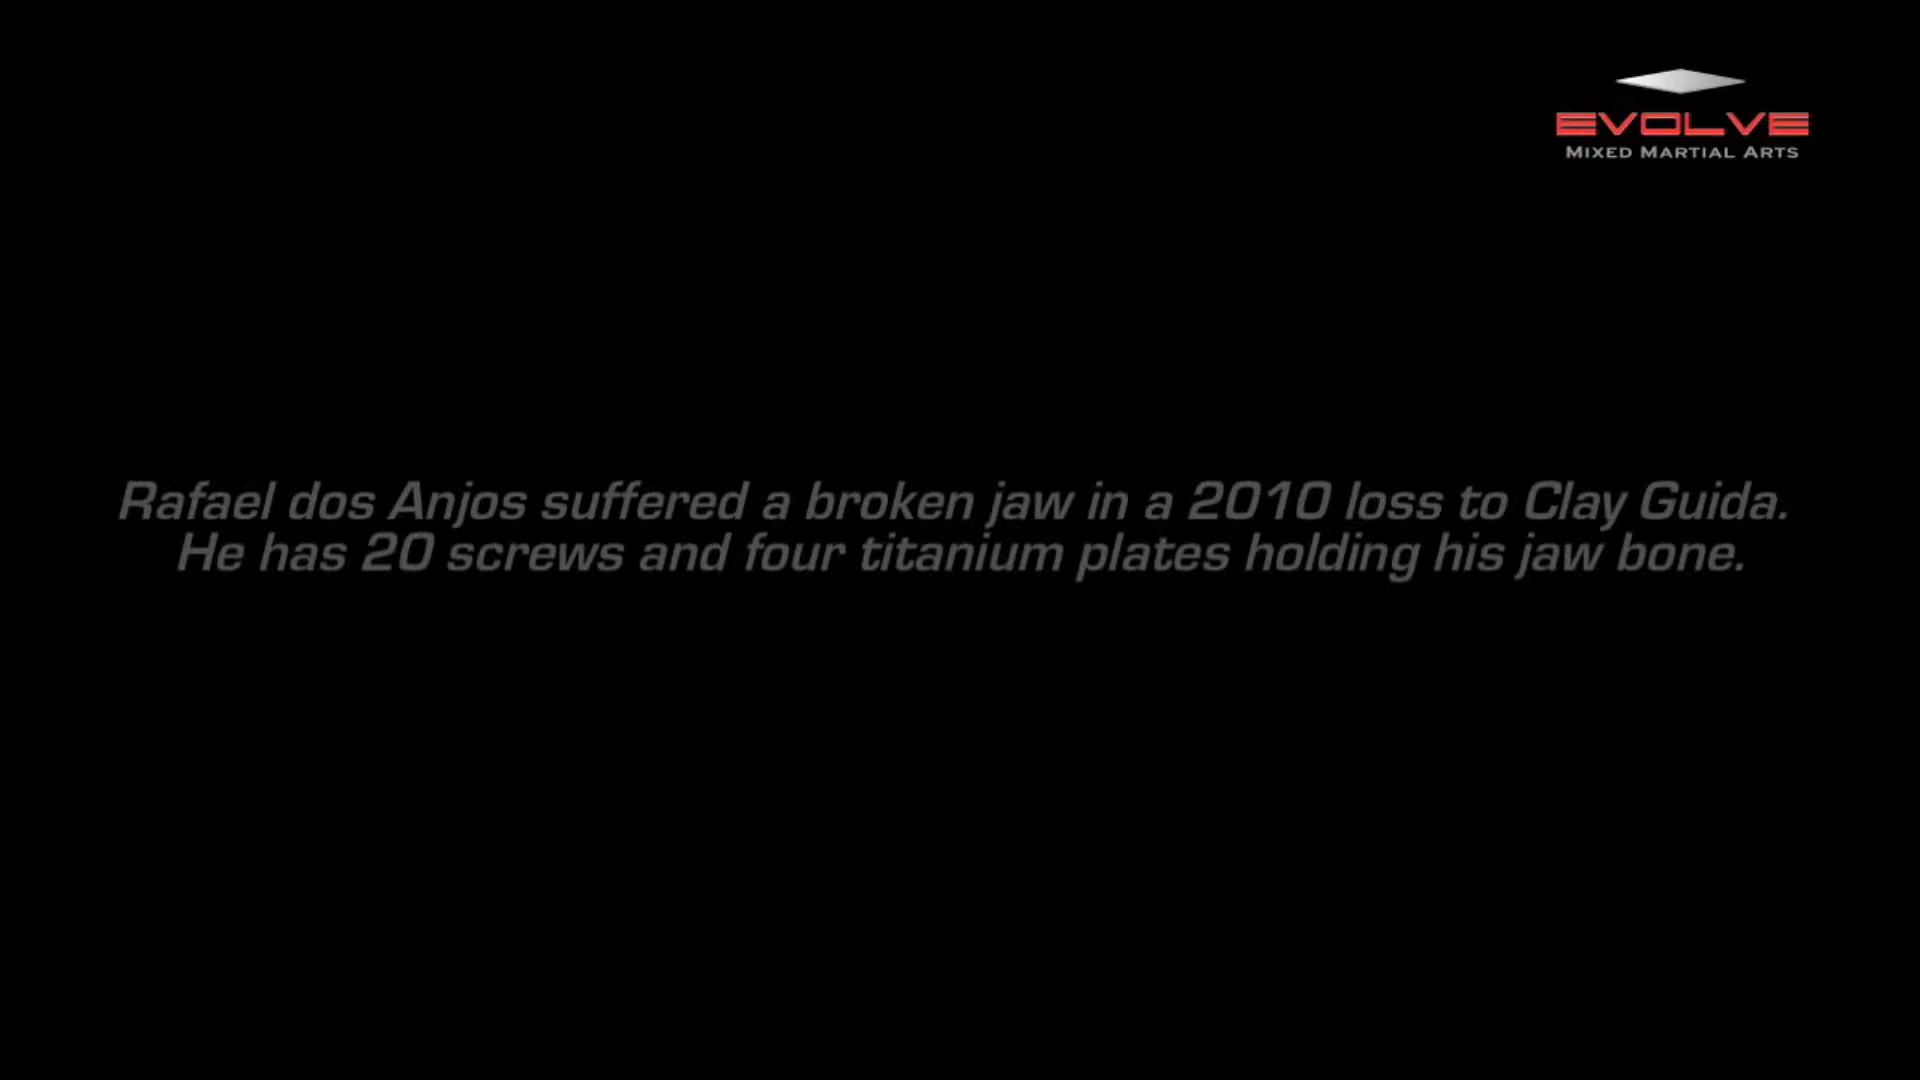 EVOLVE
MIXED MARTIAL ARTS
Rafael dos Anjos suffered a broken jaw in a 2010 loss to Clay Guida.
He has 20 screws and four titanium plates holding his jaw bone.